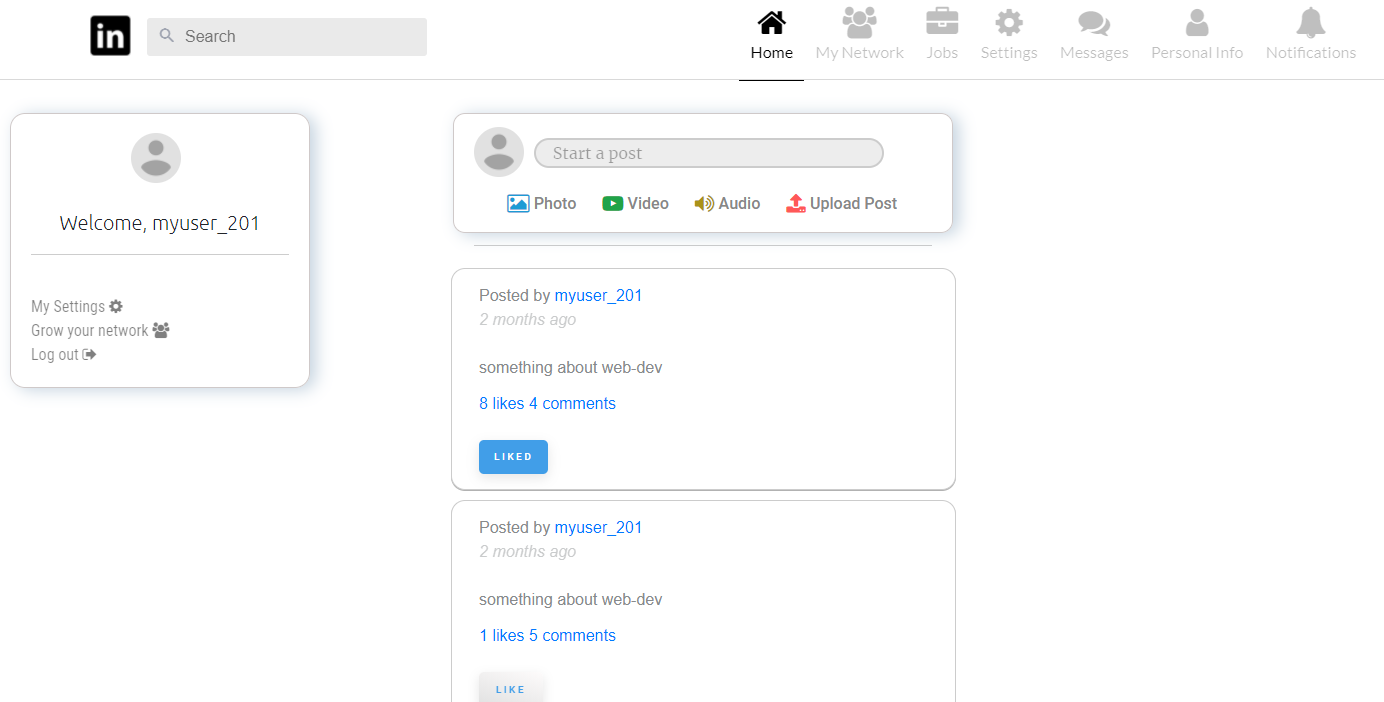 in Search
Home My Network Jobs Settings Messages Personal Info Notifications
Welcome, myuser_201
My Settings
Grow your network
Log out
Start a post
Photo Video Audio Upload Post
Posted by myuser_201
2 months ago
something about web-dev
8 likes 4 comments
LIKED
Posted by myuser_201
2 months ago
something about web-dev
1 likes 5 comments
LIKE